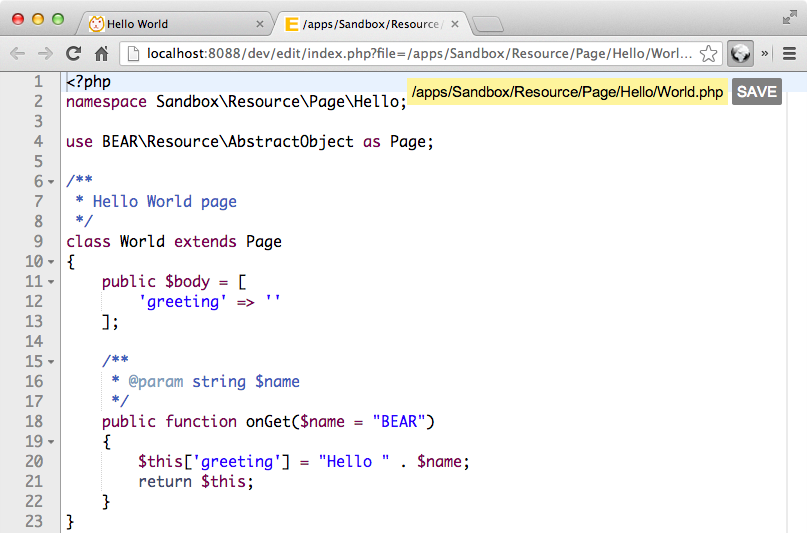 Hello World
E /apps/Sandbox/Resource/
localhost:8088/dev/edit/index.php?file=/apps/Sandbox/Resource/Page/Hello/Worl...
/apps/Sandbox/Resource/Page/Hello/World.php SAVE
1 <?php
2 namespace Sandbox\Resource\Page\Hello;
3
4 use BEAR\Resource\AbstractObject as Page;
5
6 /**
7  * Hello World page
8  */
9 class World extends Page
10 {
11     public $body = [
12         'greeting' => ''
13     ];
14
15     /**
16      * @param string $name
17      */
18     public function onGet($name = "BEAR")
19     {
20         $this['greeting'] = "Hello " . $name;
21         return $this;
22     }
23 }